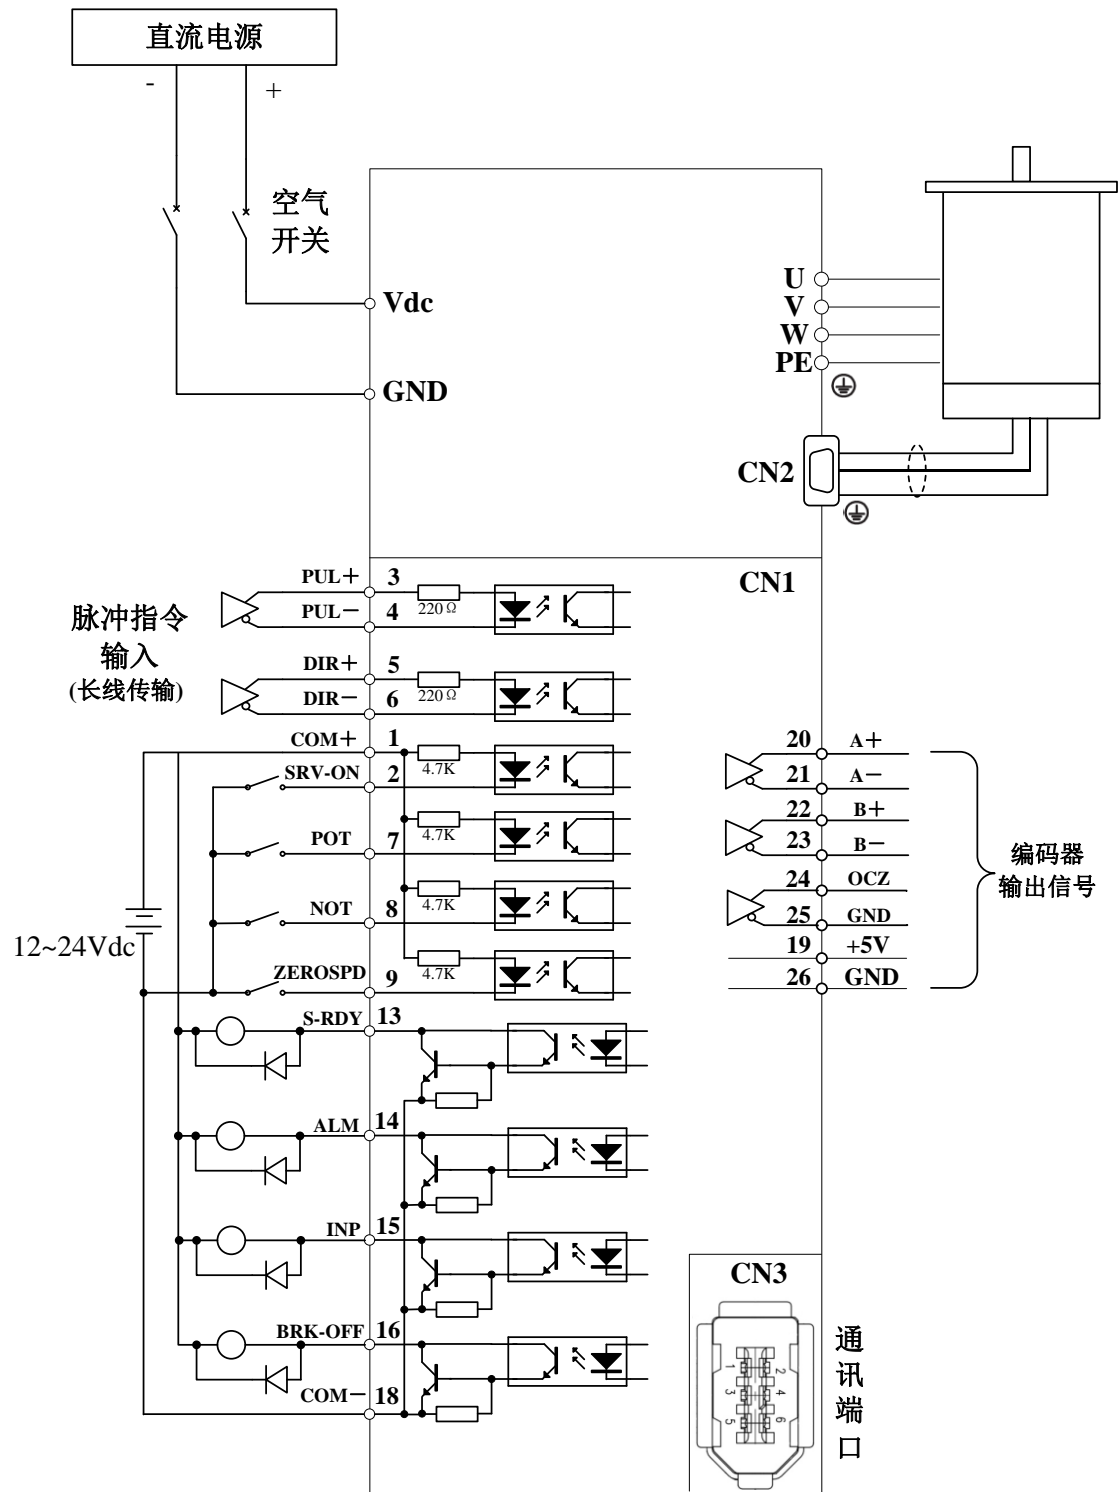 直流电源
-
+
空气
开关
Vdc
GND
U
V
W
PE
CN2
CN1
脉冲指令
输入
(长线传输)
PUL+ 3
PUL- 4
220Ω
DIR+ 5
DIR- 6
220Ω
COM+ 1
4.7K
SRV-ON 2
4.7K
POT 7
4.7K
NOT 8
4.7K
ZEROSPD 9
12~24Vdc
S-RDY 13
ALM 14
INP 15
BRK-OFF 16
COM- 18
20 A+
21 A-
22 B+
23 B-
24 OCZ
25 GND
19 +5V
26 GND
编码器
输出信号
CN3
1 2
3 4
5 6
通
讯
端
口